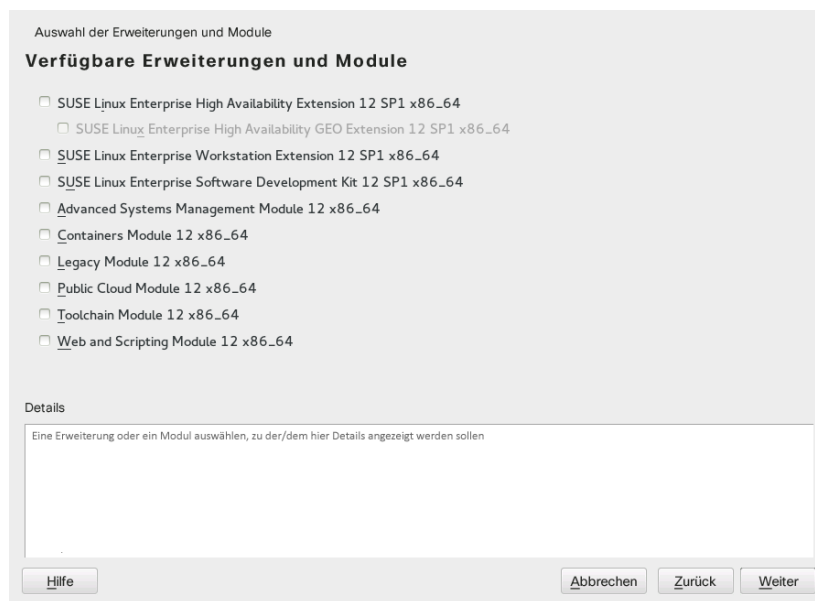 Auswahl der Erweiterungen und Module
Verfügbare Erweiterungen und Module
SUSE Linux Enterprise High Availability Extension 12 SP1 x86_64
SUSE Linux Enterprise High Availability GEO Extension 12 SP1 x86_64
SUSE Linux Enterprise Workstation Extension 12 SP1 x86_64
SUSE Linux Enterprise Software Development Kit 12 SP1 x86_64
Advanced Systems Management Module 12 x86_64
Containers Module 12 x86_64
Legacy Module 12 x86_64
Public Cloud Module 12 x86_64
Toolchain Module 12 x86_64
Web and Scripting Module 12 x86_64
Details
Eine Erweiterung oder ein Modul auswählen, zu der/dem hier Details angezeigt werden sollen
Hilfe Abbrechen Zurück Weiter